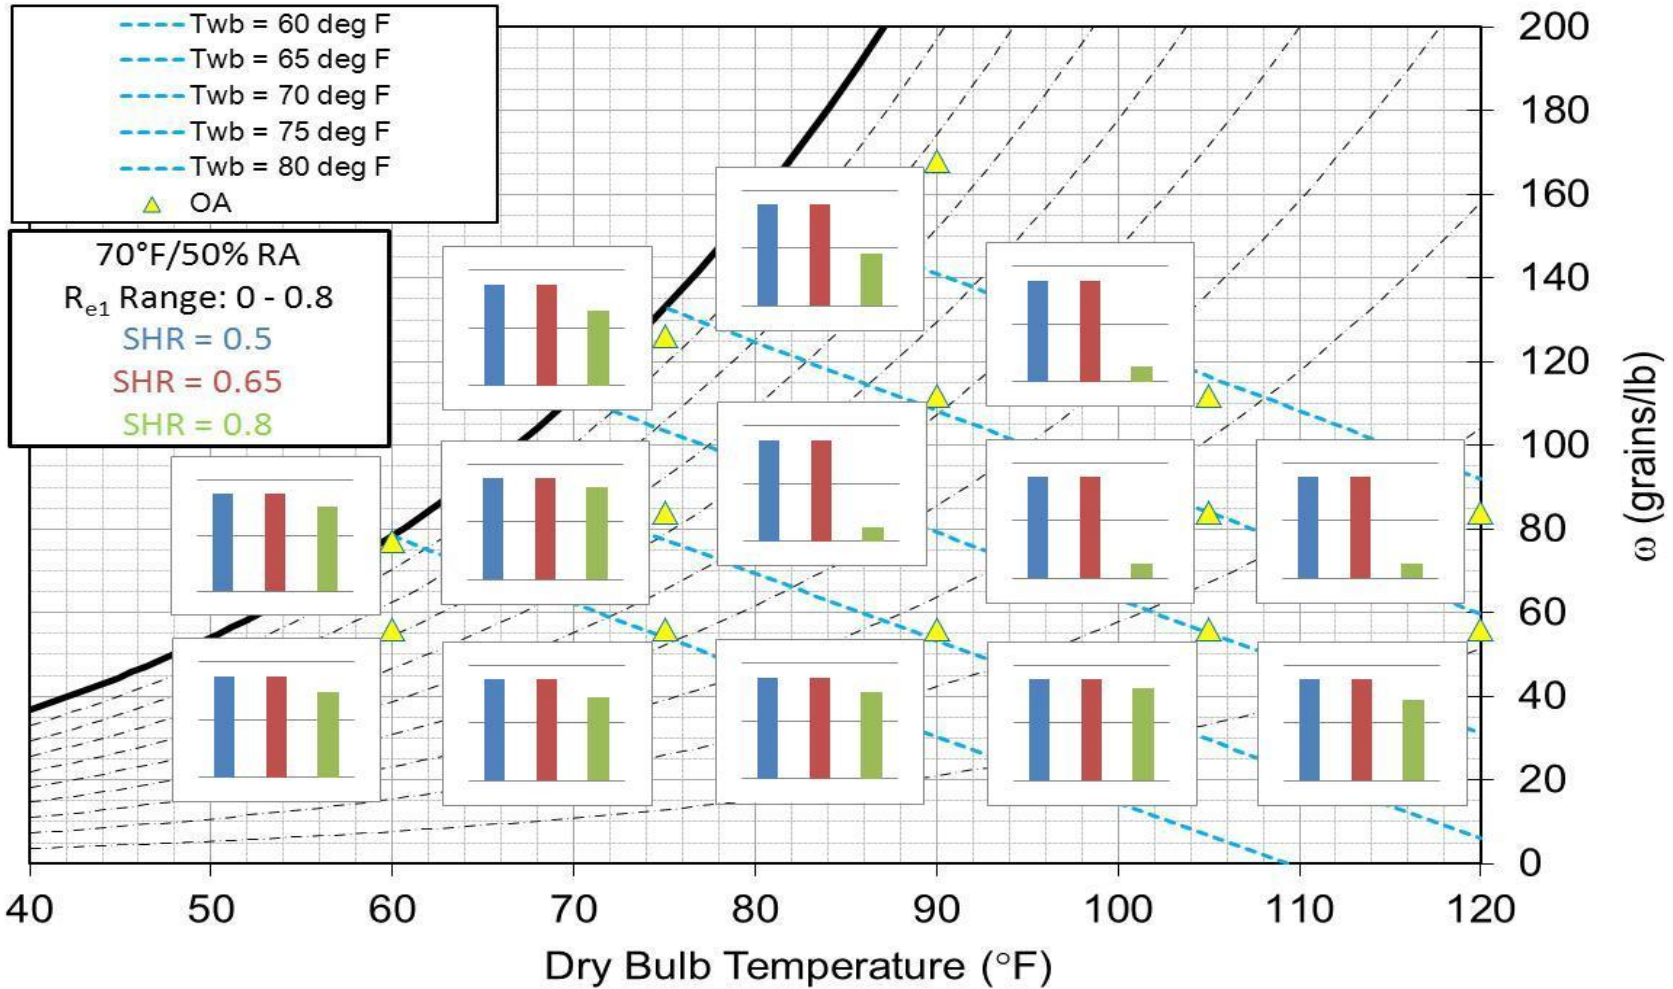 Twb = 60 deg F
Twb = 65 deg F
Twb = 70 deg F
Twb = 75 deg F
Twb = 80 deg F
OA
70°F/50% RA
Re1 Range: 0 - 0.8
SHR = 0.5
SHR = 0.65
SHR = 0.8
200
180
160
140
120
100
80
60
40
20
0
ω (grains/lb)
40 50 60 70 80 90 100 110 120
Dry Bulb Temperature (°F)